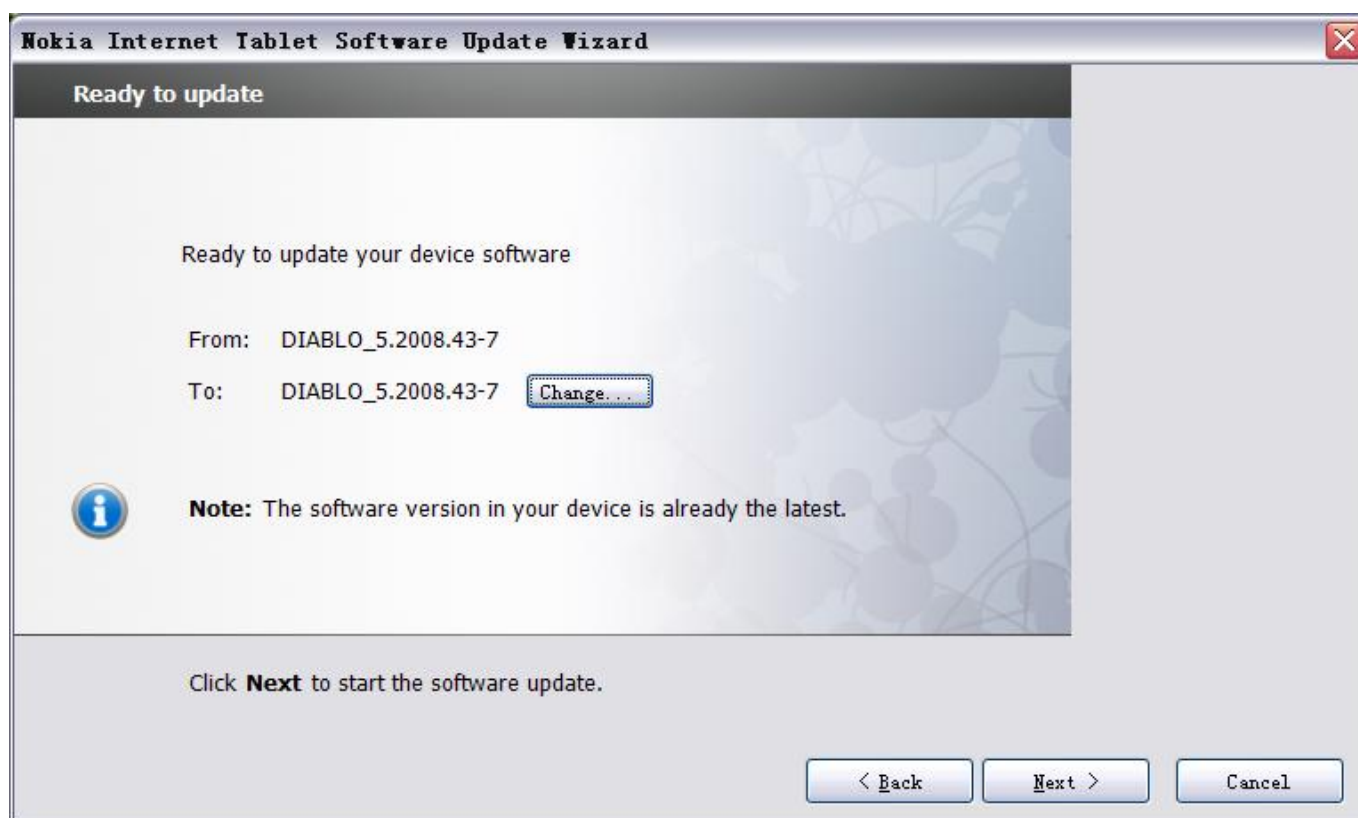 Nokia Internet Tablet Software Update Wizard
Ready to update
Ready to update your device software
From: DIABLO_5.2008.43-7
To: DIABLO_5.2008.43-7 Change...
Note: The software version in your device is already the latest.
Click Next to start the software update.
< Back Next > Cancel